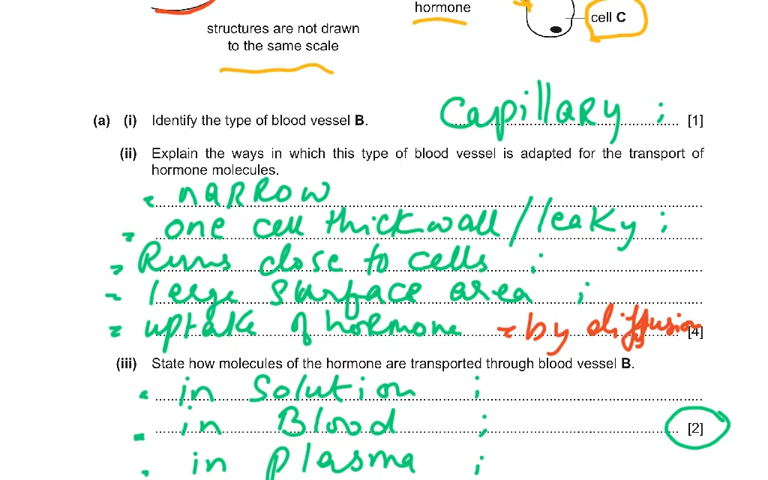 structures are not drawn
to the same scale
hormone
cell C
(a) (i) Identify the type of blood vessel B. Capillary ; [1]
(ii) Explain the ways in which this type of blood vessel is adapted for the transport of
hormone molecules.
- narrow
- one cell thick wall / leaky ;
- Runs close to cells ;
- large surface area ;
- uptake of hormone - by diffusion [4]
(iii) State how molecules of the hormone are transported through blood vessel B.
- in solution ;
- in Blood ; [2]
- in plasma ;